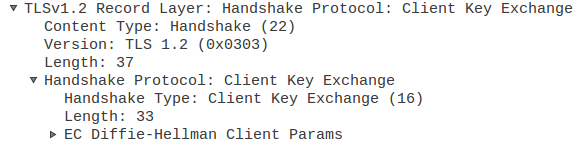 TLSv1.2 Record Layer: Handshake Protocol: Client Key Exchange
Content Type: Handshake (22)
Version: TLS 1.2 (0x0303)
Length: 37
Handshake Protocol: Client Key Exchange
Handshake Type: Client Key Exchange (16)
Length: 33
EC Diffie-Hellman Client Params